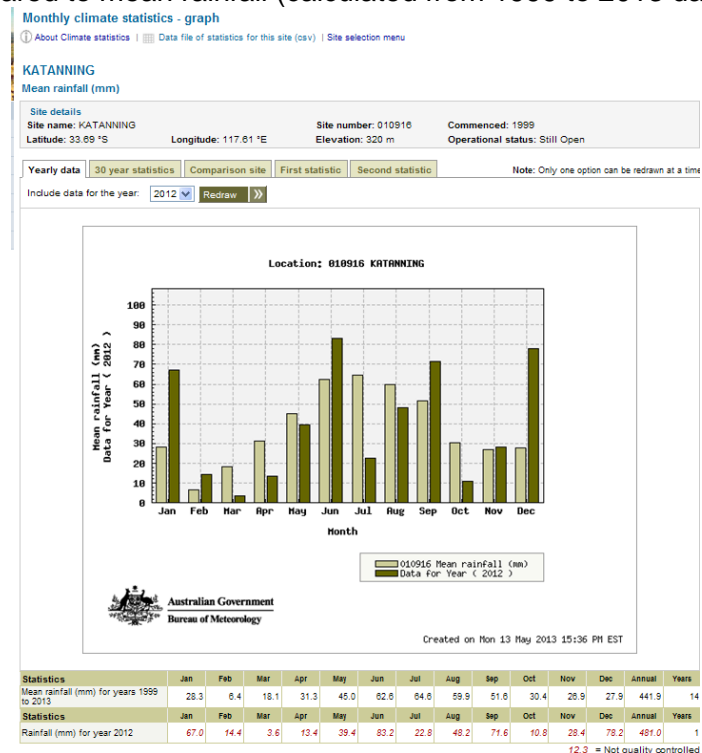 ared to mean rainfall (calculated from 1999 to 2013 da
Monthly climate statistics - graph
About Climate statistics | Data file of statistics for this site (csv) | Site selection menu
KATANNING
Mean rainfall (mm)
Site details
Site name: KATANNING Site number: 010916 Commenced: 1999
Latitude: 33.69 °S Longitude: 117.61 °E Elevation: 320 m Operational status: Still Open
Yearly data 30 year statistics Comparison site First statistic Second statistic Note: Only one option can be redrawn at a time
Include data for the year: 2012 Redraw
Location: 010916 KATANNING
Mean rainfall (mm)
Data for Year ( 2012 )
100
90
80
70
60
50
40
30
20
10
0
Jan Feb Mar Apr May Jun Jul Aug Sep Oct Nov Dec
Month
010916 Mean rainfall (mm)
Data for Year ( 2012 )
Australian Government
Bureau of Meteorology
Created on Mon 13 May 2013 15:36 PM EST
Statistics Jan Feb Mar Apr May Jun Jul Aug Sep Oct Nov Dec Annual Years
Mean rainfall (mm) for years 1999 to 2013 28.3 6.4 18.1 31.3 45.0 62.6 64.6 59.9 51.6 30.4 26.9 27.9 441.9 14
Statistics Jan Feb Mar Apr May Jun Jul Aug Sep Oct Nov Dec Annual Years
Rainfall (mm) for year 2012 67.0 14.4 3.6 13.4 39.4 83.2 22.8 48.2 71.6 10.8 28.4 78.2 481.0 1
12.3 = Not quality controlled